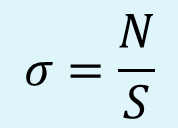 σ = N/S